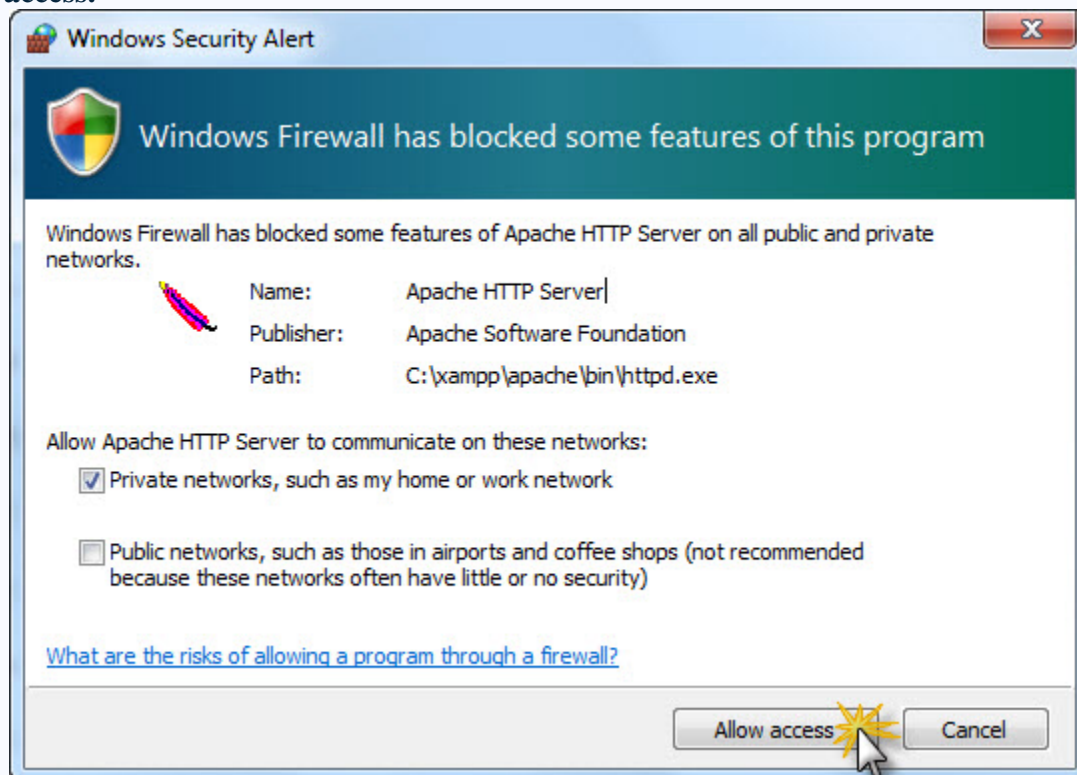 access.
Windows Security Alert
Windows Firewall has blocked some features of this program
Windows Firewall has blocked some features of Apache HTTP Server on all public and private
networks.
Name: Apache HTTP Server
Publisher: Apache Software Foundation
Path: C:\xampp\apache\bin\httpd.exe
Allow Apache HTTP Server to communicate on these networks:
Private networks, such as my home or work network
Public networks, such as those in airports and coffee shops (not recommended
because these networks often have little or no security)
What are the risks of allowing a program through a firewall?
Allow access Cancel